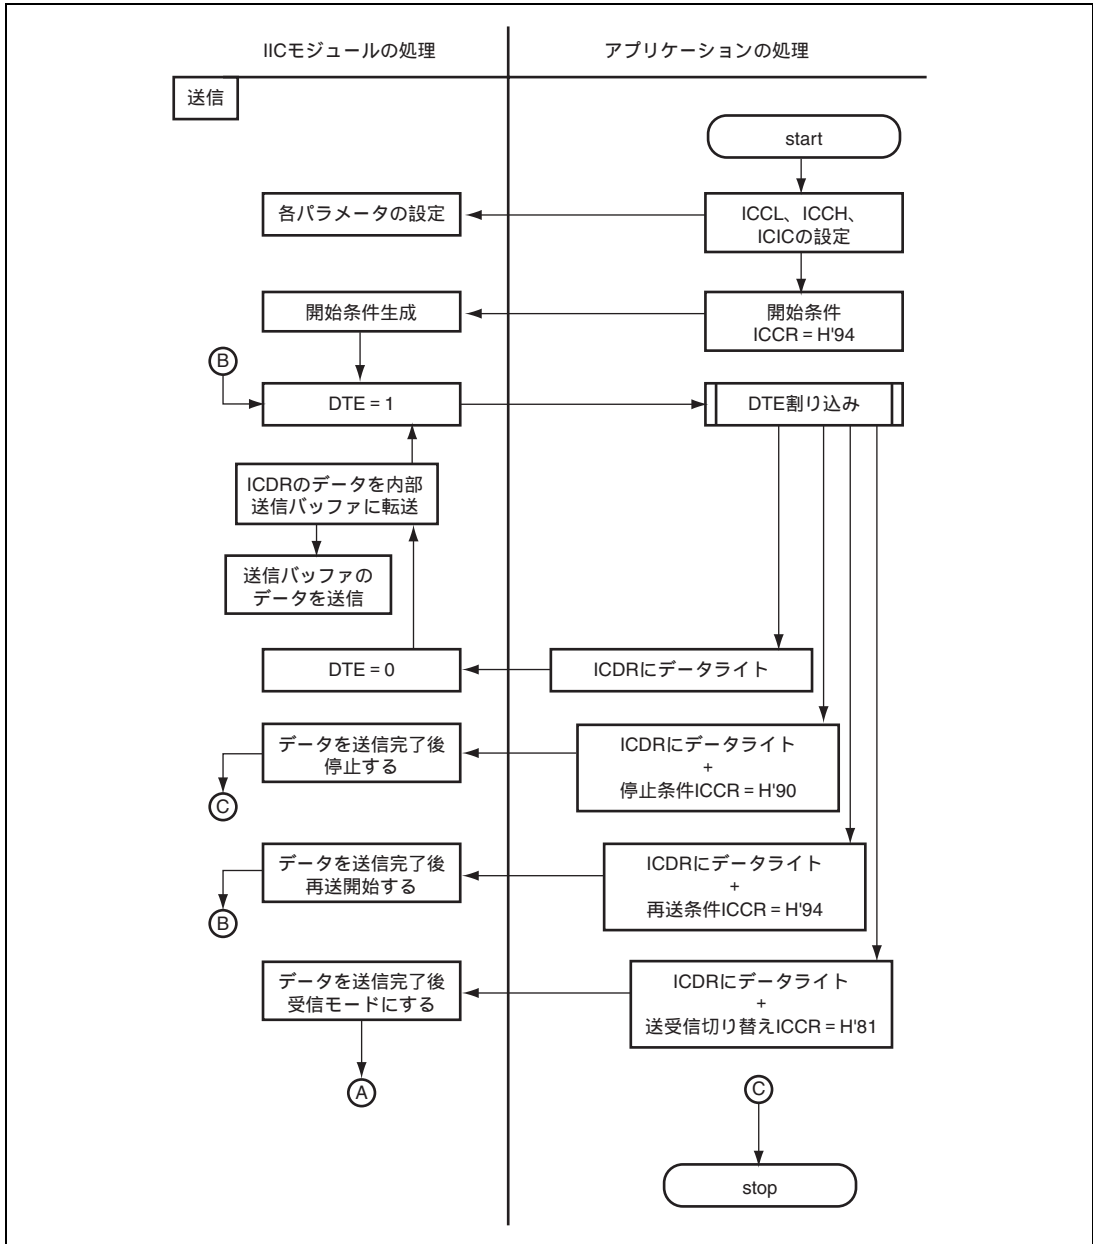 IICモジュールの処理
アプリケーションの処理
送信
start
各パラメータの設定
ICCL、ICCH、
ICICの設定
開始条件生成
開始条件
ICCR = H'94
B
DTE = 1
DTE割り込み
ICDRのデータを内部
送信バッファに転送
送信バッファの
データを送信
DTE = 0
ICDRにデータライト
データを送信完了後
停止する
ICDRにデータライト
+
停止条件ICCR = H'90
C
データを送信完了後
再送開始する
ICDRにデータライト
+
再送条件ICCR = H'94
B
データを送信完了後
受信モードにする
ICDRにデータライト
+
送受信切り替えICCR = H'81
A
C
stop